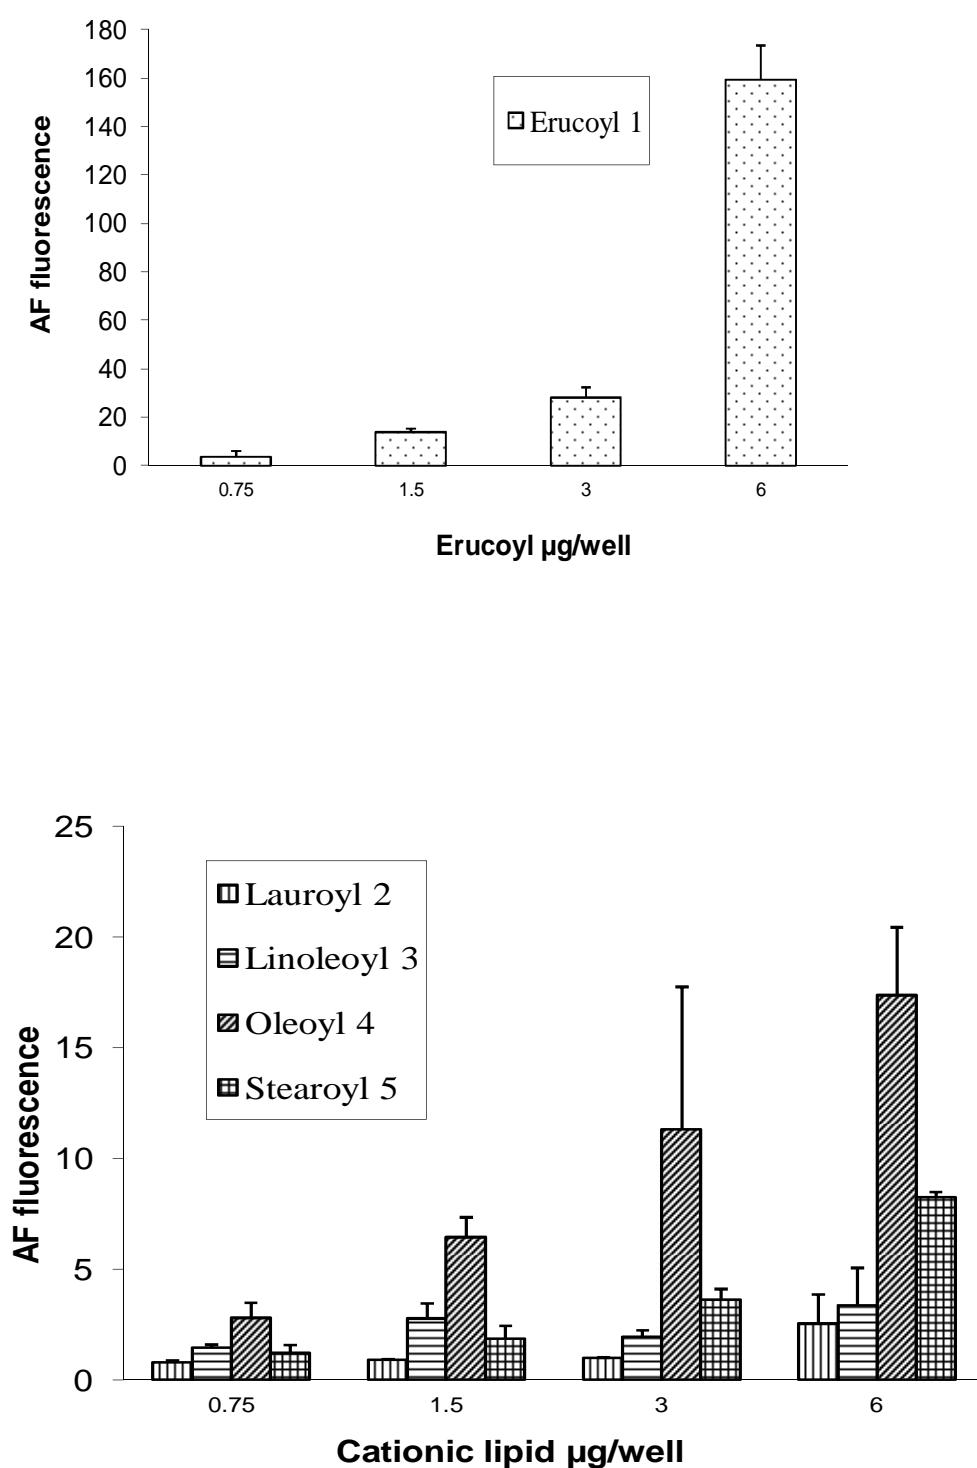 180
160
140
120
100
80
60
40
20
0
AF fluorescence
Erucoyl 1
0.75 1.5 3 6
Erucoyl µg/well
25
20
15
10
5
0
AF fluorescence
Lauroyl 2
Linoleoyl 3
Oleoyl 4
Stearoyl 5
0.75 1.5 3 6
Cationic lipid µg/well